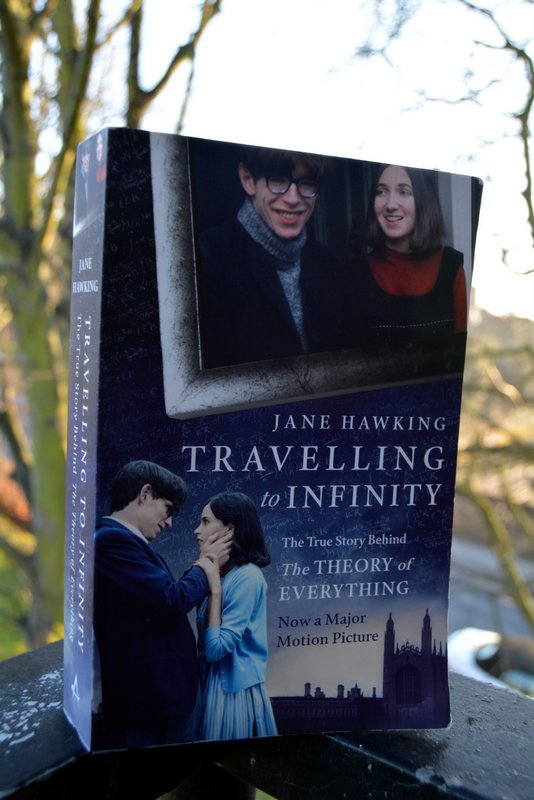 JANE HAWKING
TRAVELLING
to INFINITY
The True Story Behind
The THEORY of
EVERYTHING
Now a Major
Motion Picture
JANE
HAWKING
TRAVELLING TO INFINITY
The True Story Behind The Theory of Everything